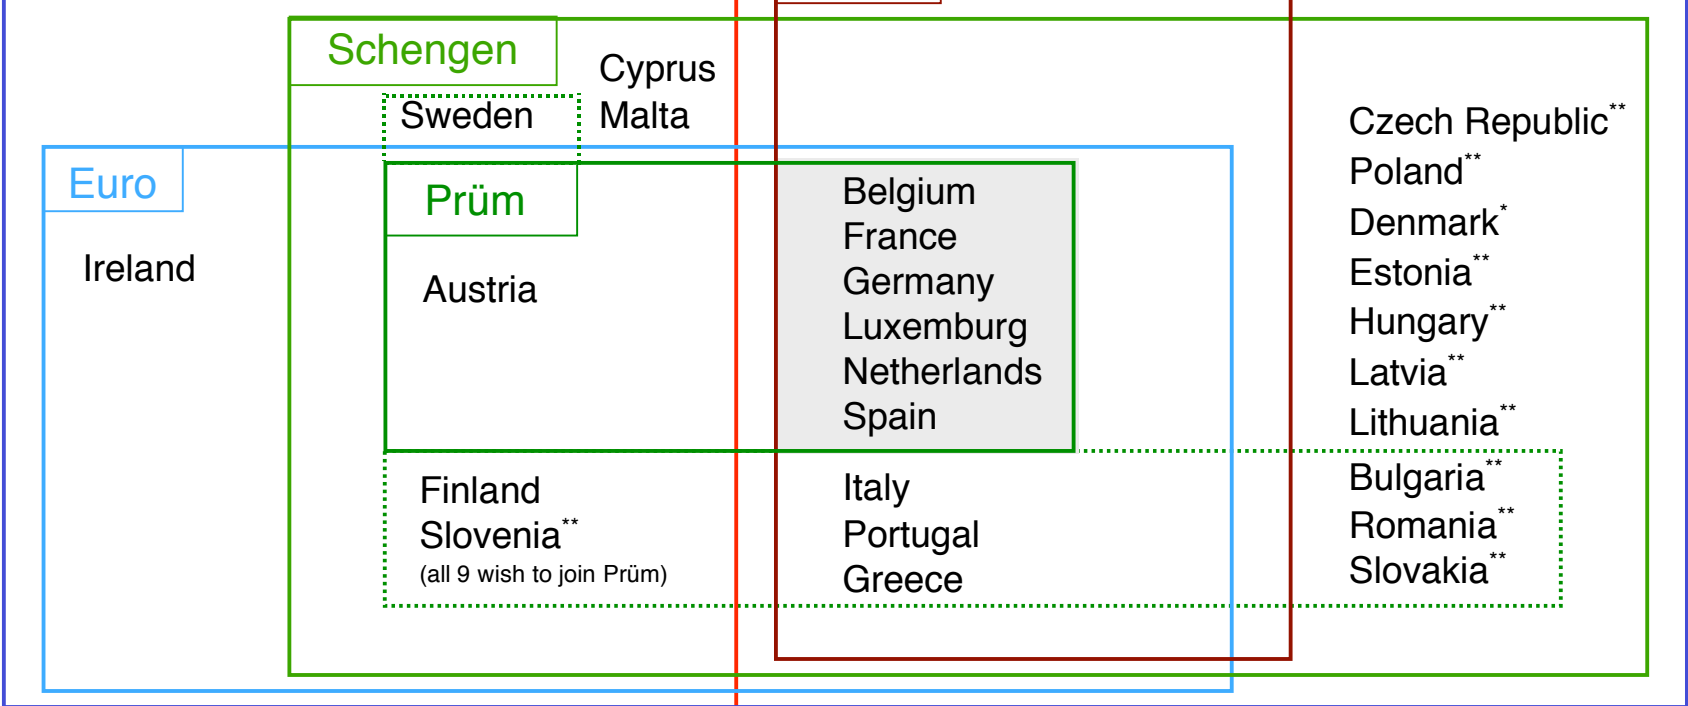 Schengen
Cyprus
Malta
Sweden
Euro
Prüm
Ireland
Austria
Belgium
France
Germany
Luxemburg
Netherlands
Spain
Finland
Slovenia**
(all 9 wish to join Prüm)
Italy
Portugal
Greece
Czech Republic**
Poland**
Denmark*
Estonia**
Hungary**
Latvia**
Lithuania**
Bulgaria**
Romania**
Slovakia**